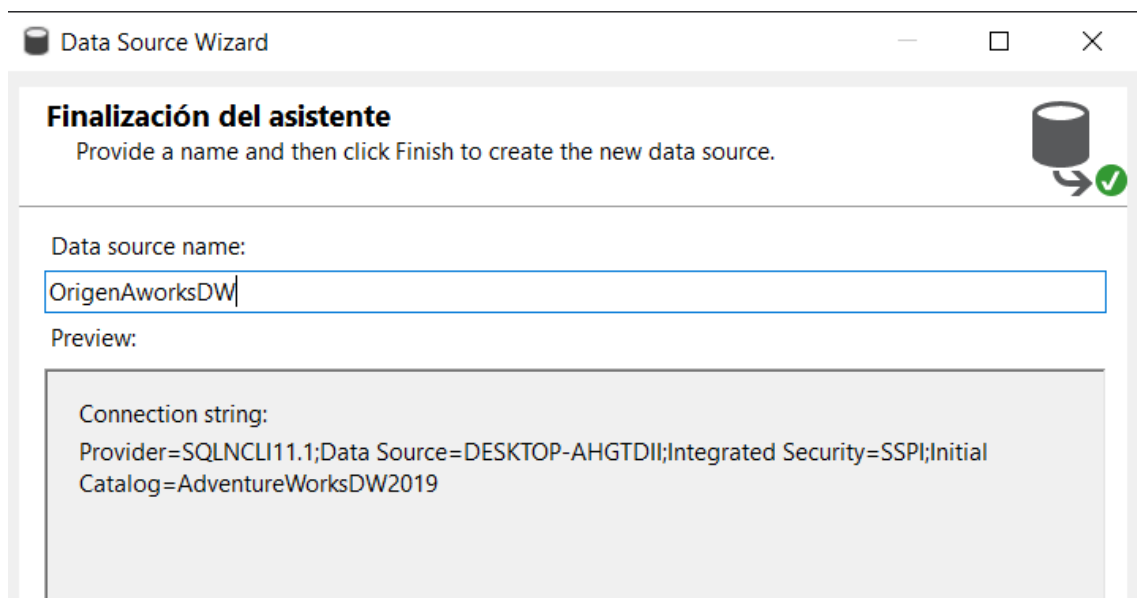 Data Source Wizard
Finalización del asistente
Provide a name and then click Finish to create the new data source.
Data source name:
OrigenAworksDW
Preview:
Connection string:
Provider=SQLNCLI11.1;Data Source=DESKTOP-AHGTDII;Integrated Security=SSPI;Initial
Catalog=AdventureWorksDW2019